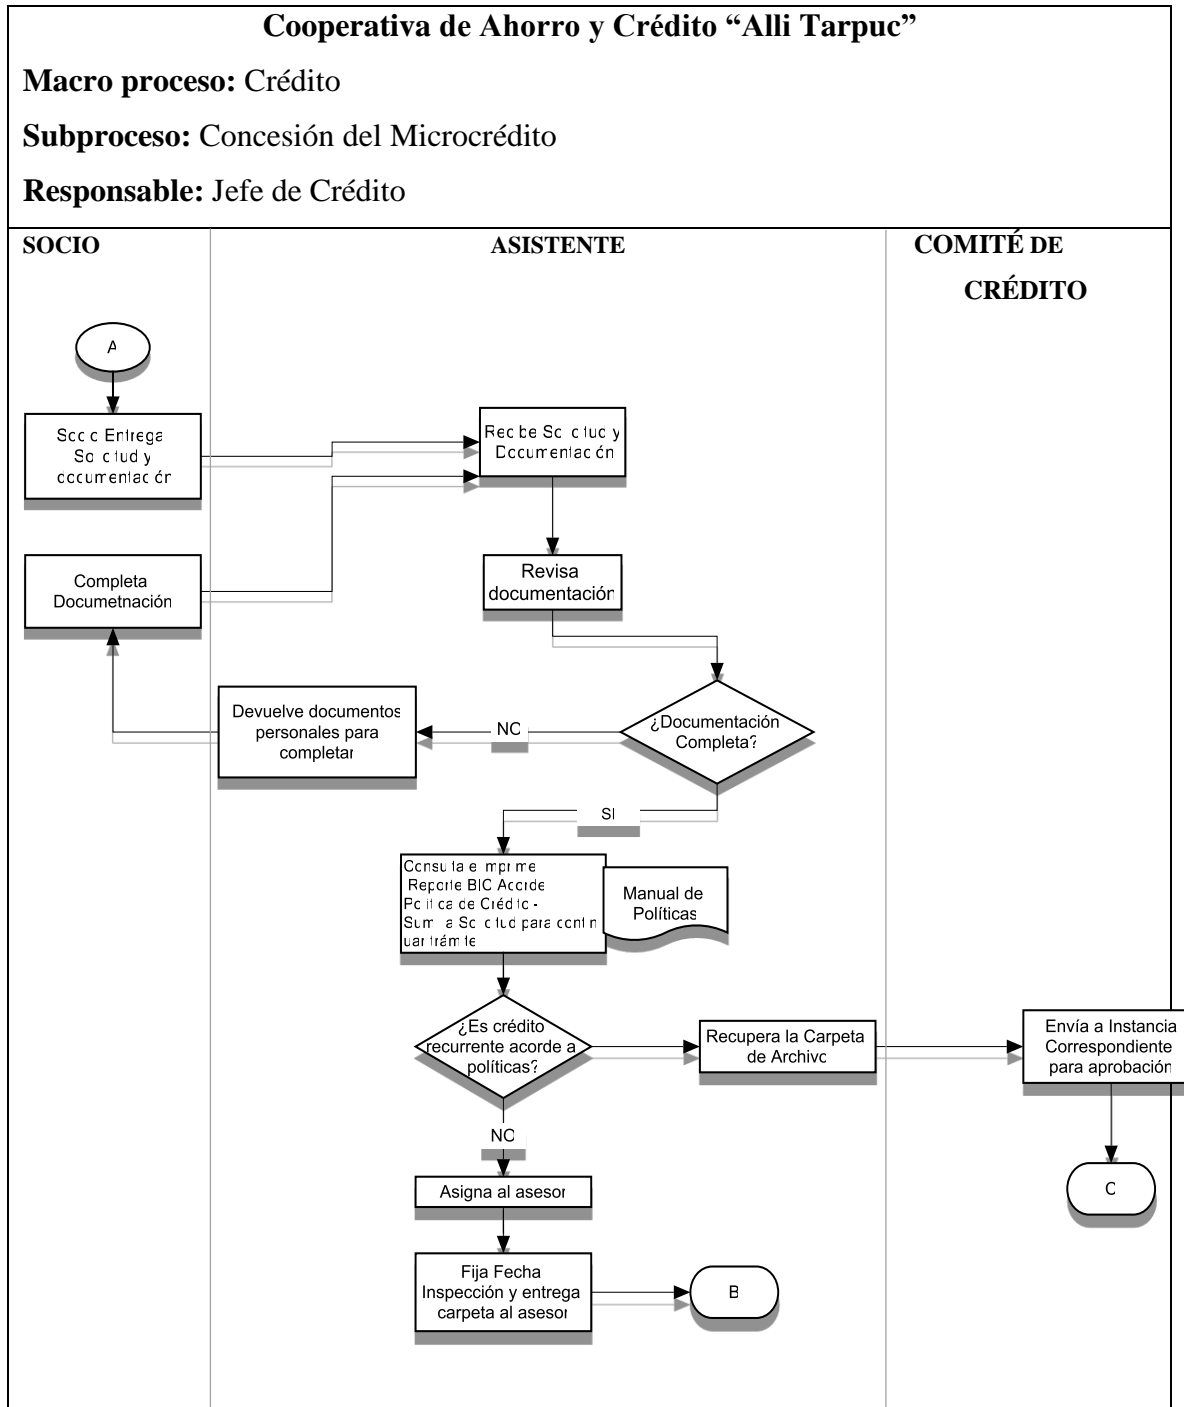 Cooperativa de Ahorro y Crédito “Alli Tarpuc”
Macro proceso: Crédito
Subproceso: Concesión del Microcrédito
Responsable: Jefe de Crédito
SOCIO
ASISTENTE
COMITÉ DE
CRÉDITO
A
Socio Entrega
Solicitud y
documentación
Recibe Solicitud y
Documentación
Completa
Documetnación
Revisa
documentación
Devuelve documentos
personales para
completar
NO
¿Documentación
Completa?
SI
Consulta e imprime
Reporte BIC Acorde
Política de Crédito -
Sumilla Solicitud para contin
uar trámite
Manual de
Políticas
¿Es crédito
recurrente acorde a
políticas?
Recupera la Carpeta
de Archivo
Envía a Instancia
Correspondiente
para aprobación
NO
Asigna al asesor
C
Fija Fecha
Inspección y entrega
carpeta al asesor
B